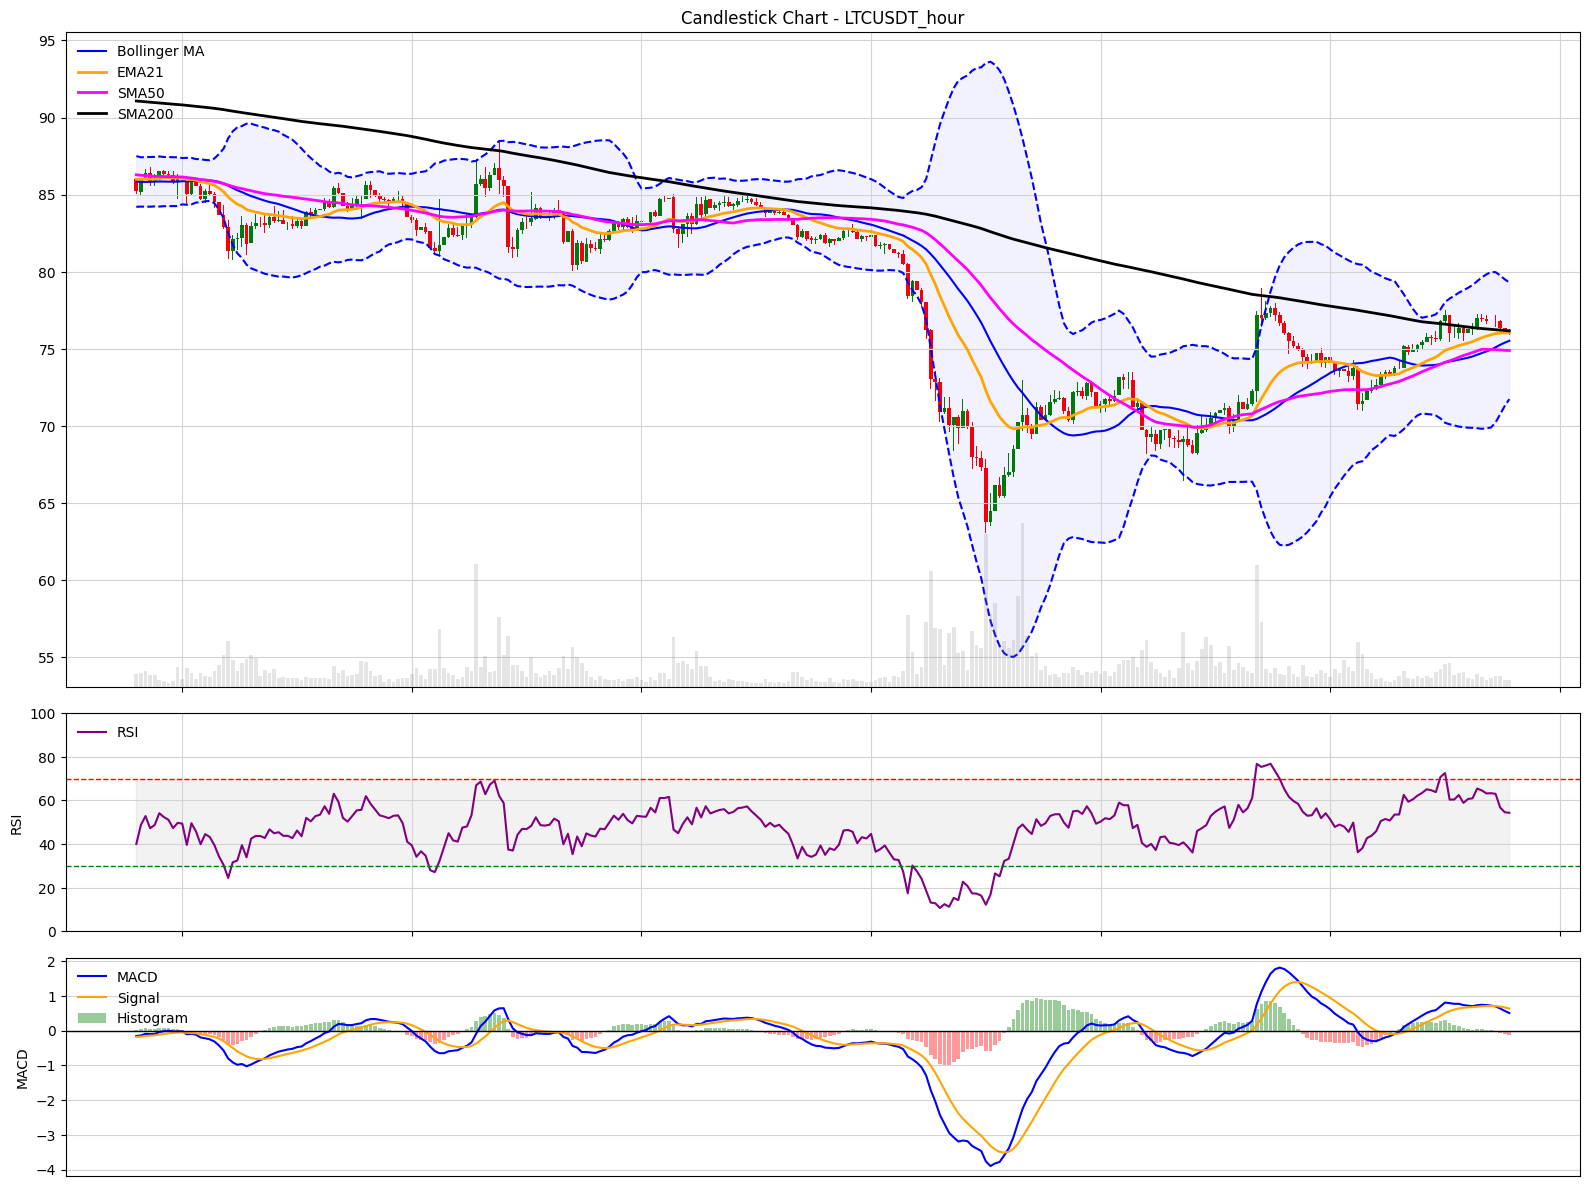 Candlestick Chart - LTCUSDT_hour
95
90
85
80
75
70
65
60
55
Bollinger MA
EMA21
SMA50
SMA200
100
80
60
40
20
0
RSI
RSI
2
1
0
−1
−2
−3
−4
MACD
MACD
Signal
Histogram